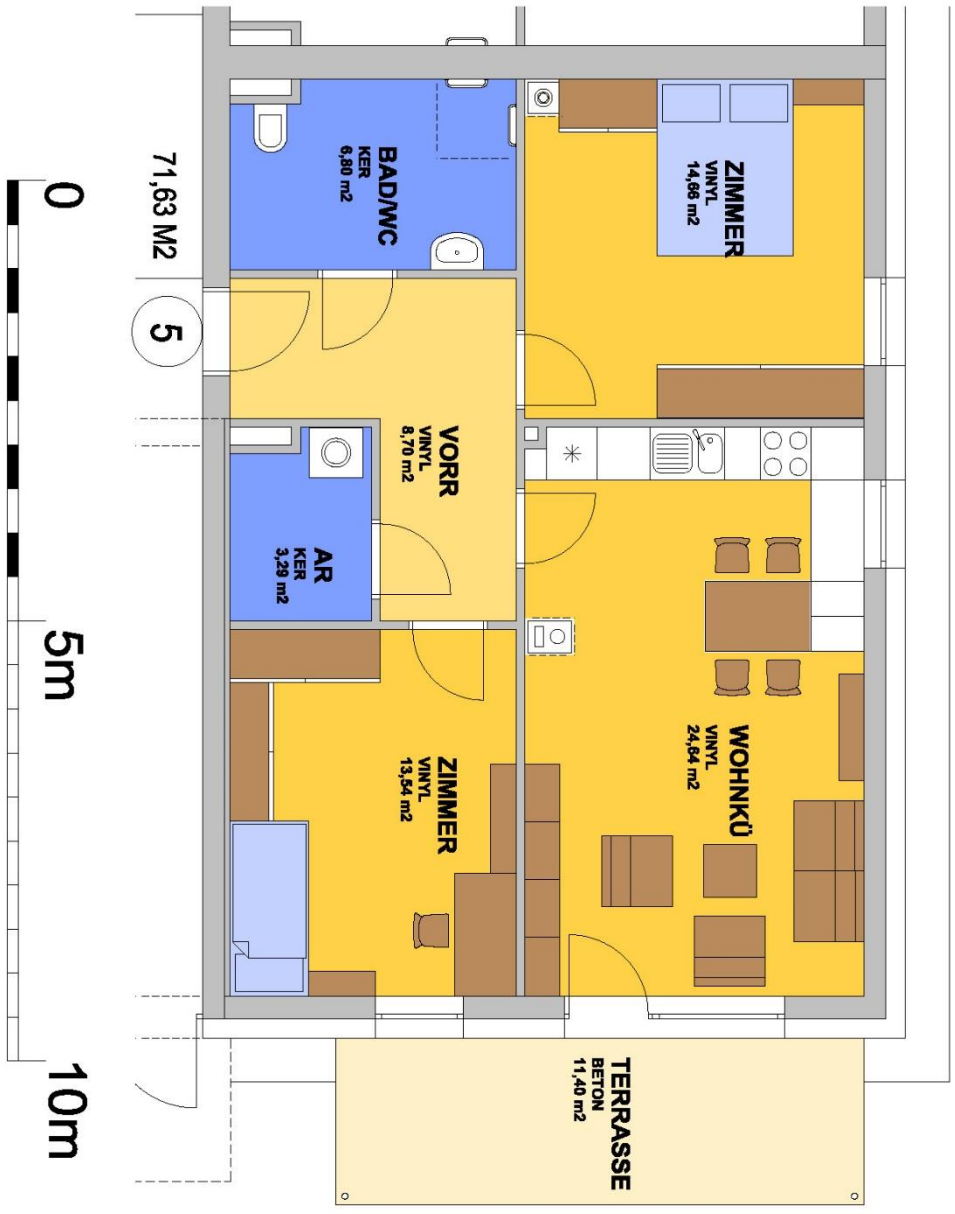 BAD/WC
KER
6,80 m2
ZIMMER
VINYL
14,66 m2
71,63 M2
5
VORR
VINYL
8,70 m2
AR
KER
3,29 m2
WOHNKÜ
VINYL
24,64 m2
ZIMMER
VINYL
13,54 m2
TERRASSE
BETON
11,40 m2
0
5m
10m